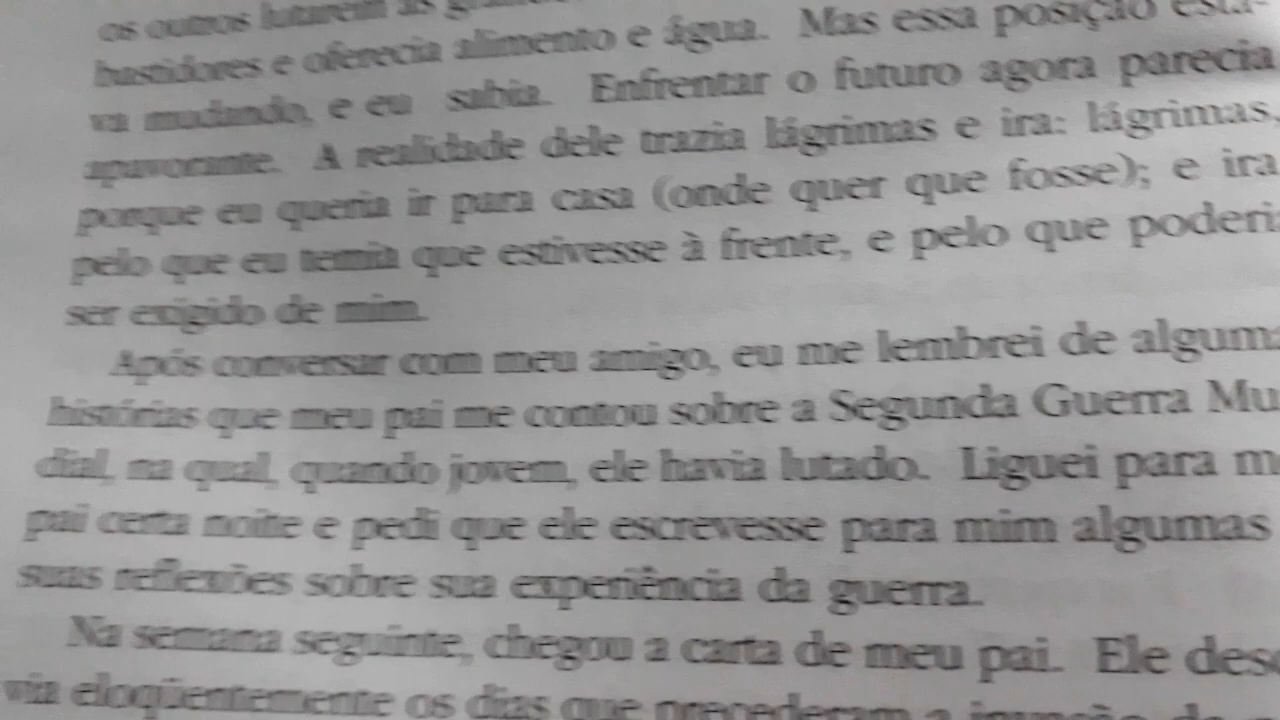 os outros lutarem as
bastidores e oferecia alimento e água. Mas essa posição esta-
va mudando, e eu sabia. Enfrentar o futuro agora parecia
apavorante. A realidade dele trazia lágrimas e ira: lágrimas,
porque eu queria ir para casa (onde quer que fosse); e ira
pelo que eu temia que estivesse à frente, e pelo que poderi
ser exigido de mim.
Após conversar com meu amigo, eu me lembrei de alguma
histórias que meu pai me contou sobre a Segunda Guerra Mu
dial, na qual, quando jovem, ele havia lutado. Liguei para m
pai certa noite e pedi que ele escrevesse para mim algumas
suas reflexões sobre sua experiência da guerra.
Na semana seguinte, chegou a carta de meu pai. Ele desc
via eloqüentemente os dias que precederam a invasão